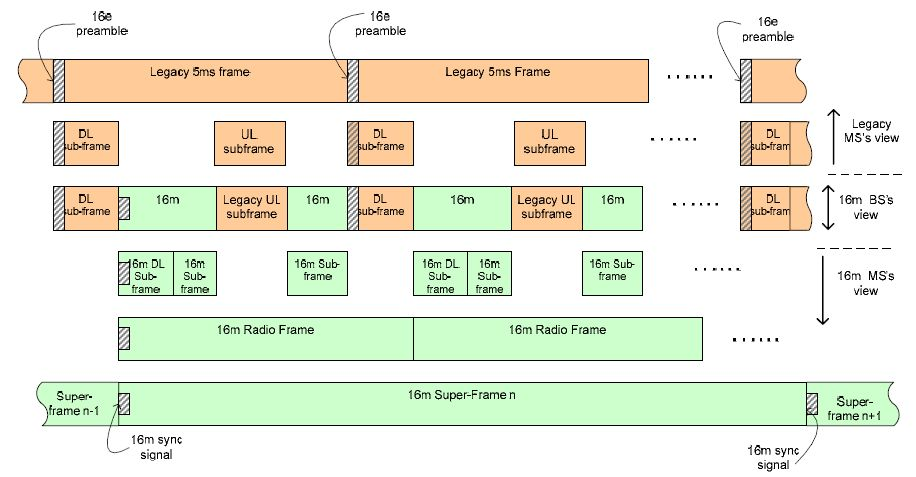 16e
preamble
16e
preamble
16e
preamble
Legacy 5ms frame
Legacy 5ms Frame
DL
sub-frame
UL
subframe
DL
sub-frame
UL
subframe
DL
sub-fram
Legacy
MS's view
DL
sub-frame
16m
Legacy UL
subframe
16m
DL
sub-frame
16m
Legacy UL
subframe
16m
DL
sub-fram
16m BS's
view
16m DL
Sub-
frame
16m
Sub-
frame
16m Sub-
frame
16m DL
Sub-
frame
16m
Sub-
frame
16m Sub-
frame
16m MS's
view
16m Radio Frame
16m Radio Frame
Super-
frame n-1
16m Super-Frame n
Super-
frame n+1
16m sync
signal
16m sync
signal